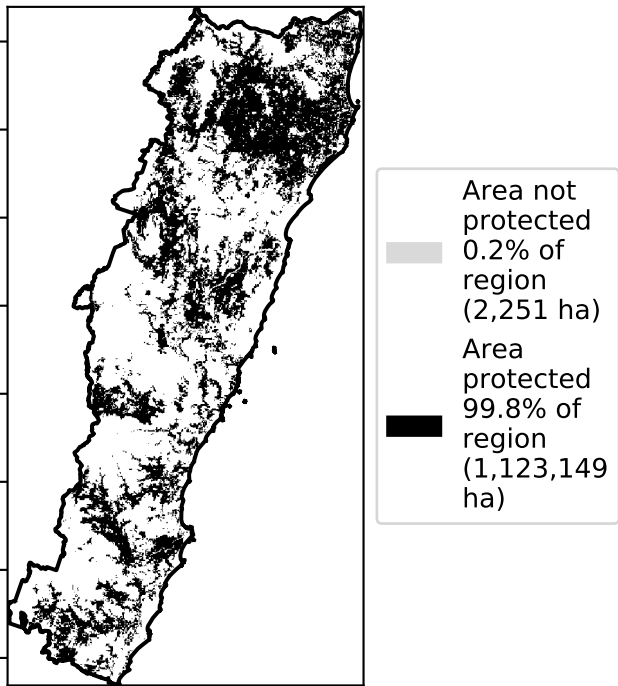 Area not
protected
0.2% of
region
(2,251 ha)
Area
protected
99.8% of
region
(1,123,149
ha)